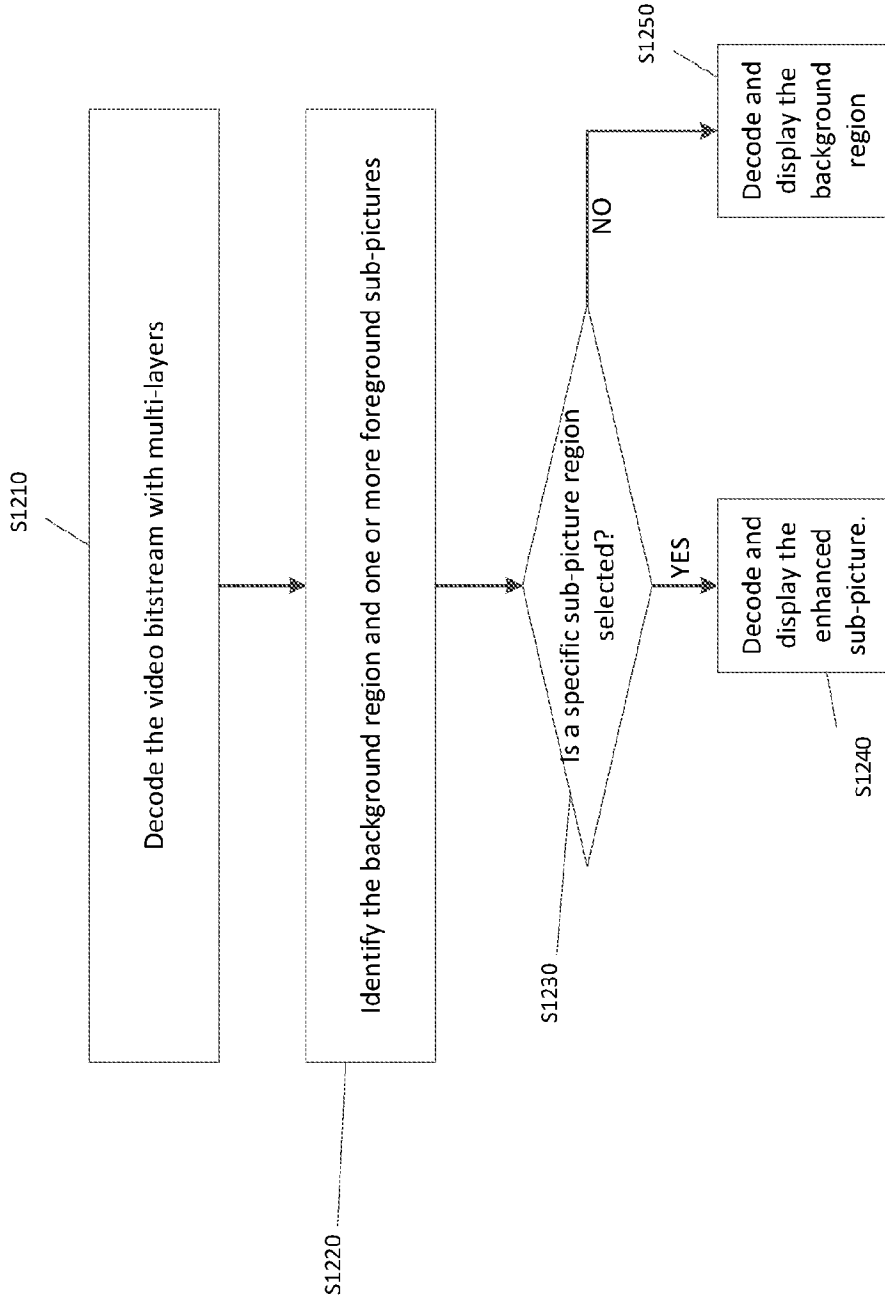 S1210
Decode the video bitstream with multi-layers
S1220
Identify the background region and one or more foreground sub-pictures
S1230
Is a specific sub-picture region
selected?
YES
NO
S1240
Decode and
display the
enhanced
sub-picture.
S1250
Decode and
display the
background
region